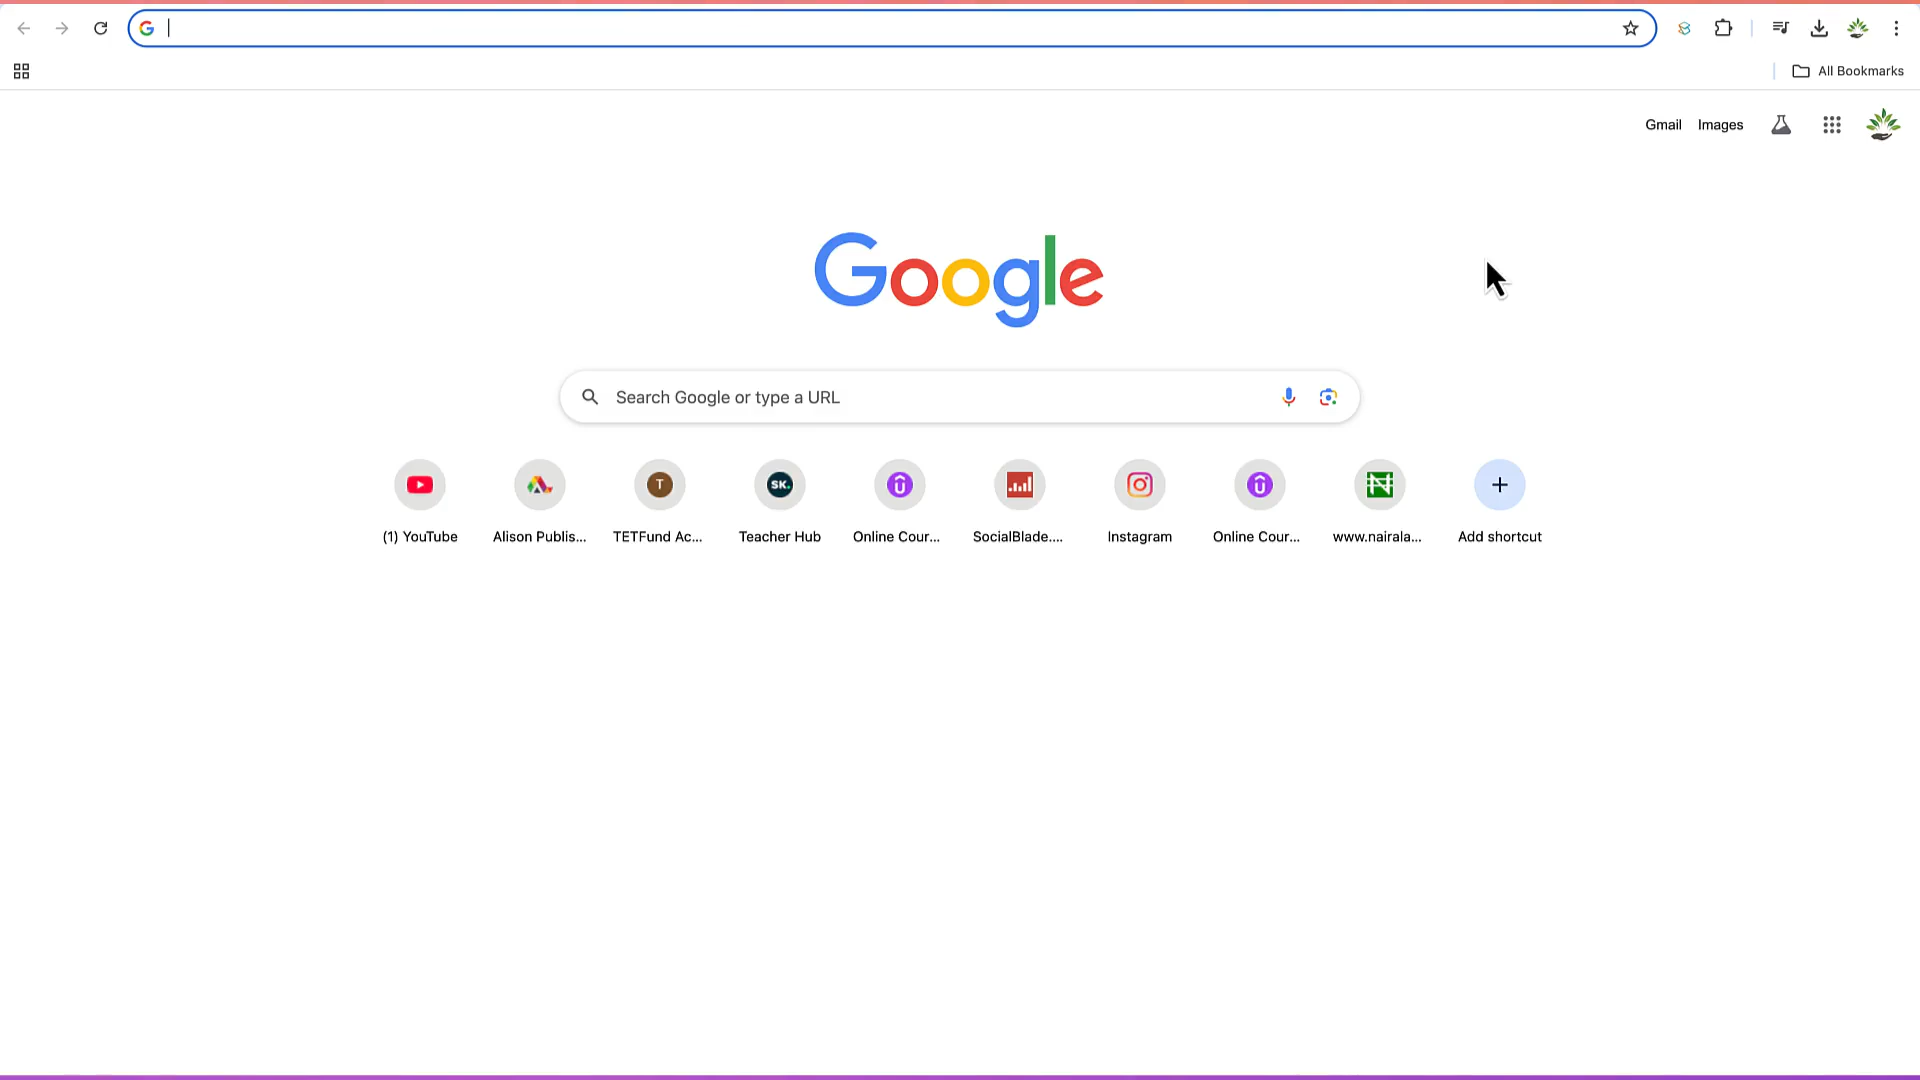 All Bookmarks
Gmail Images
Google
Search Google or type a URL
T
SK.
(1) YouTube
Alison Publis...
TETFund Ac...
Teacher Hub
Online Cour...
SocialBlade....
Instagram
Online Cour...
www.nairala...
Add shortcut